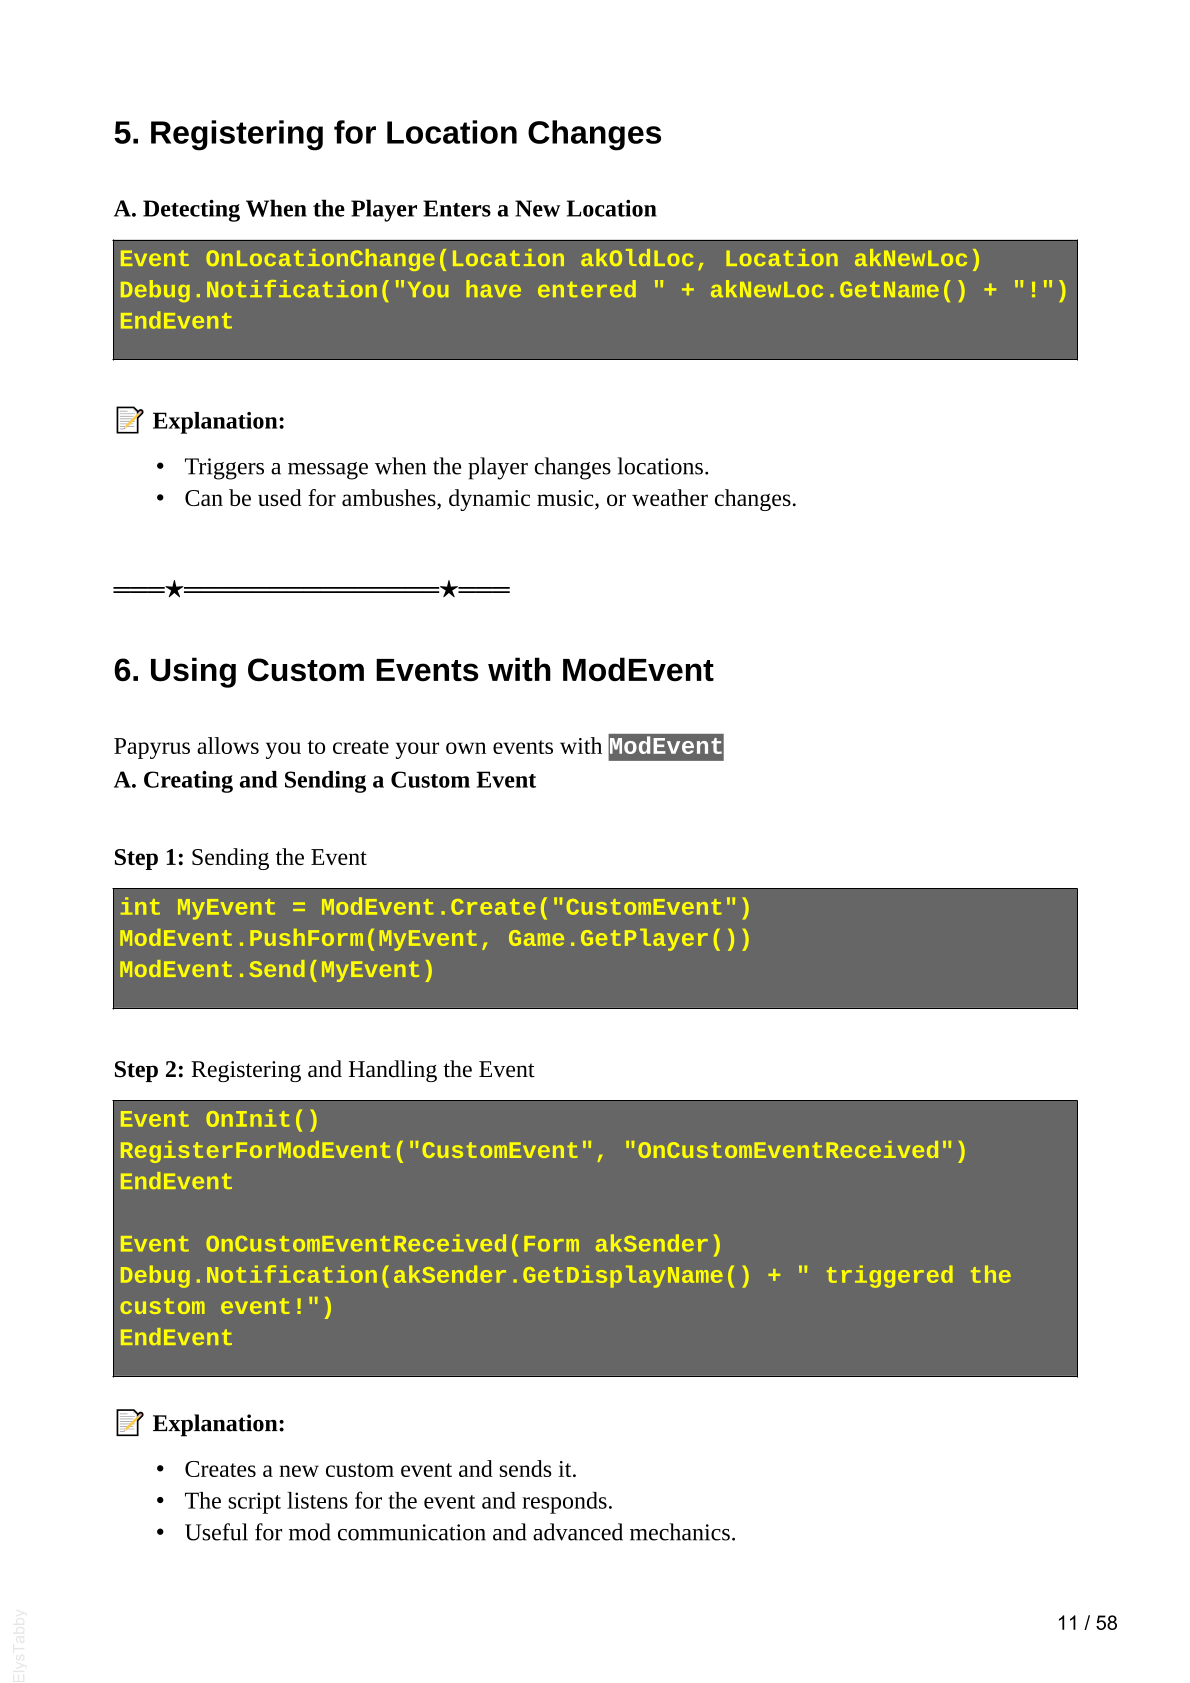 5. Registering for Location Changes
A. Detecting When the Player Enters a New Location
Event OnLocationChange(Location akOldLoc, Location akNewLoc)
Debug.Notification("You have entered " + akNewLoc.GetName() + "!")
EndEvent
📝 Explanation:
• Triggers a message when the player changes locations.
• Can be used for ambushes, dynamic music, or weather changes.
═══★═══════════════★═══
6. Using Custom Events with ModEvent
Papyrus allows you to create your own events with ModEvent
A. Creating and Sending a Custom Event
Step 1: Sending the Event
int MyEvent = ModEvent.Create("CustomEvent")
ModEvent.PushForm(MyEvent, Game.GetPlayer())
ModEvent.Send(MyEvent)
Step 2: Registering and Handling the Event
Event OnInit()
RegisterForModEvent("CustomEvent", "OnCustomEventReceived")
EndEvent
Event OnCustomEventReceived(Form akSender)
Debug.Notification(akSender.GetDisplayName() + " triggered the
custom event!")
EndEvent
📝 Explanation:
• Creates a new custom event and sends it.
• The script listens for the event and responds.
• Useful for mod communication and advanced mechanics.
11 / 58
ElysTabby